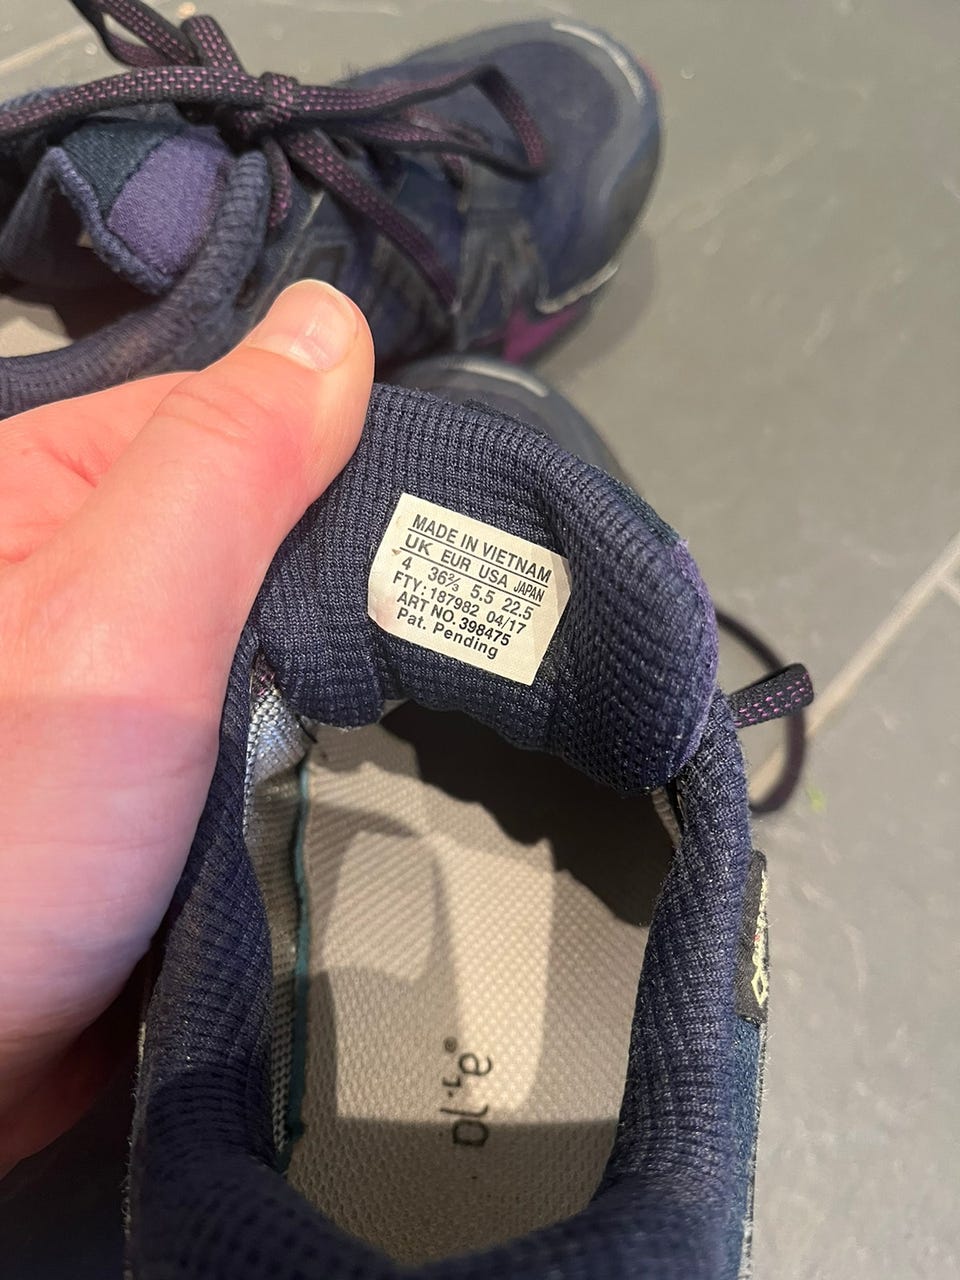 MADE IN VIETNAM
UK EUR USA JAPAN
4 36⅔ 5.5 22.5
FTY:187982 04/17
ART NO. 398475
Pat. Pending